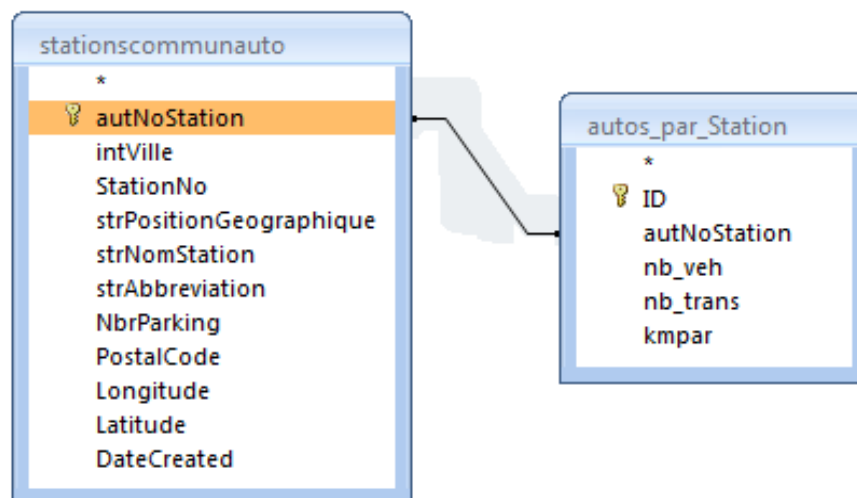 stationscommunauto
*
autNoStation
intVille
StationNo
strPositionGeographique
strNomStation
strAbbreviation
NbrParking
PostalCode
Longitude
Latitude
DateCreated
autos_par_Station
*
ID
autNoStation
nb_veh
nb_trans
kmpar